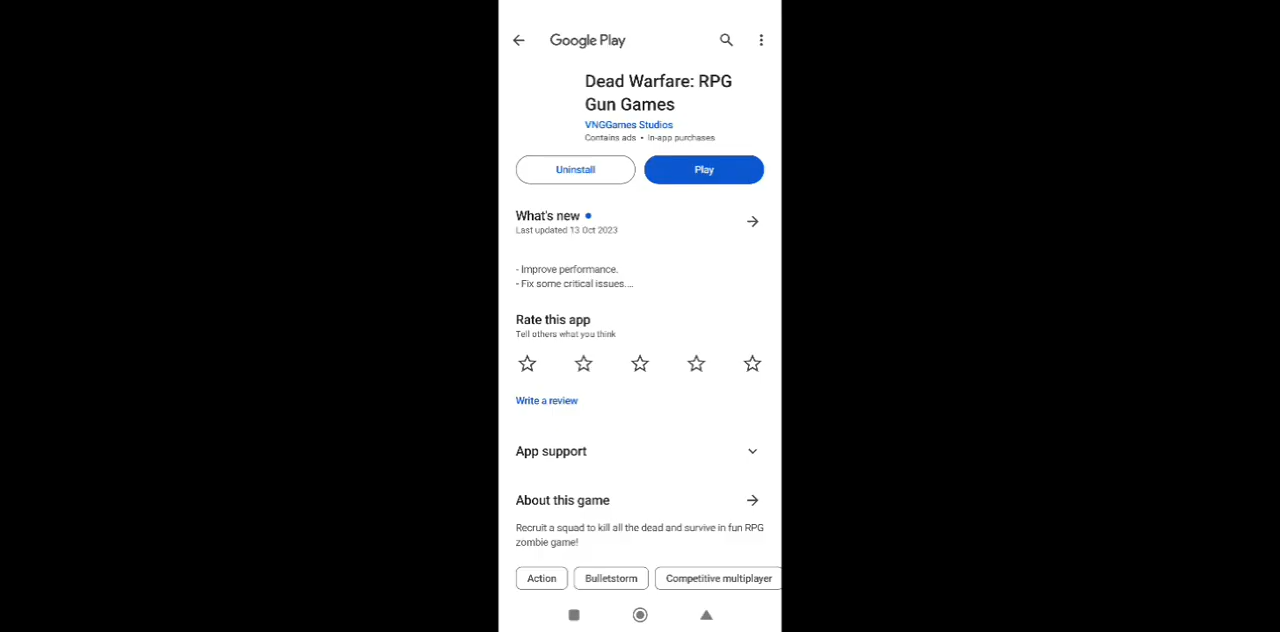 Google Play
Dead Warfare: RPG
Gun Games
VNGGames Studios
Contains ads • In-app purchases
Uninstall
Play
What's new
Last updated 13 Oct 2023
- Improve performance.
- Fix some critical issues....
Rate this app
Tell others what you think
Write a review
App support
About this game
Recruit a squad to kill all the dead and survive in fun RPG
zombie game!
Action
Bulletstorm
Competitive multiplayer